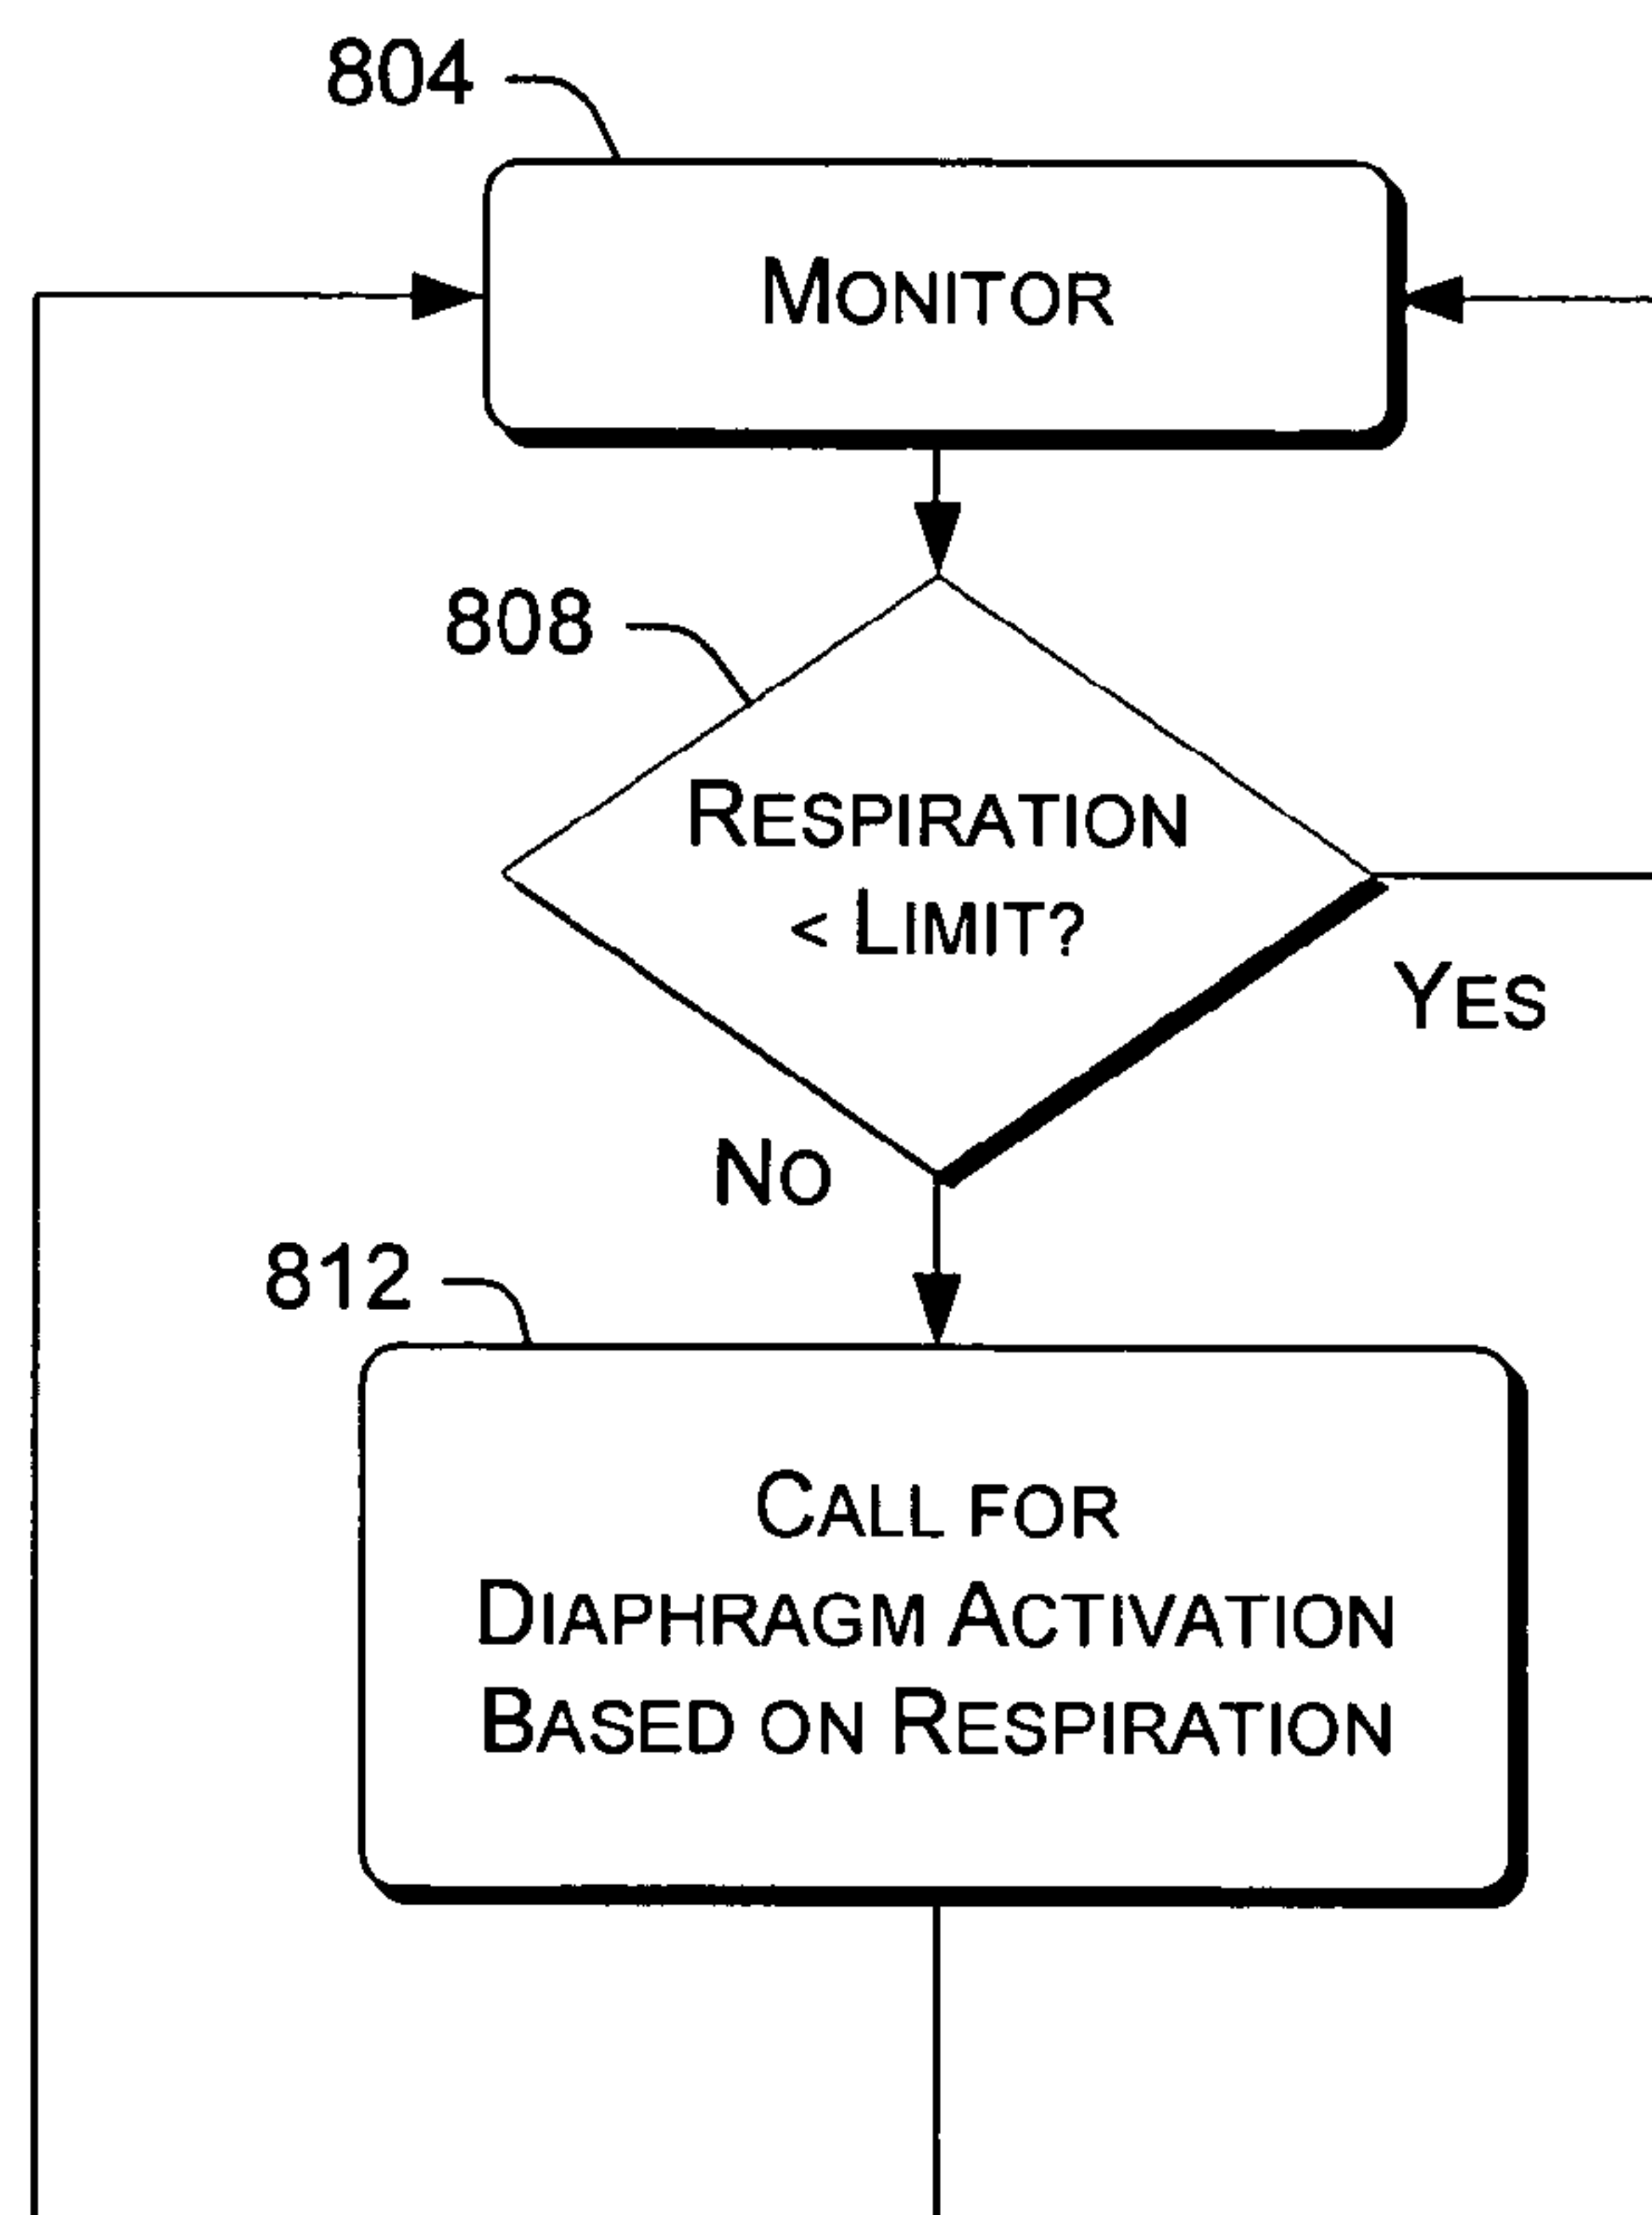 804
MONITOR
808
RESPIRATION
< LIMIT?
YES
NO
812
CALL FOR
DIAPHRAGM ACTIVATION
BASED ON RESPIRATION